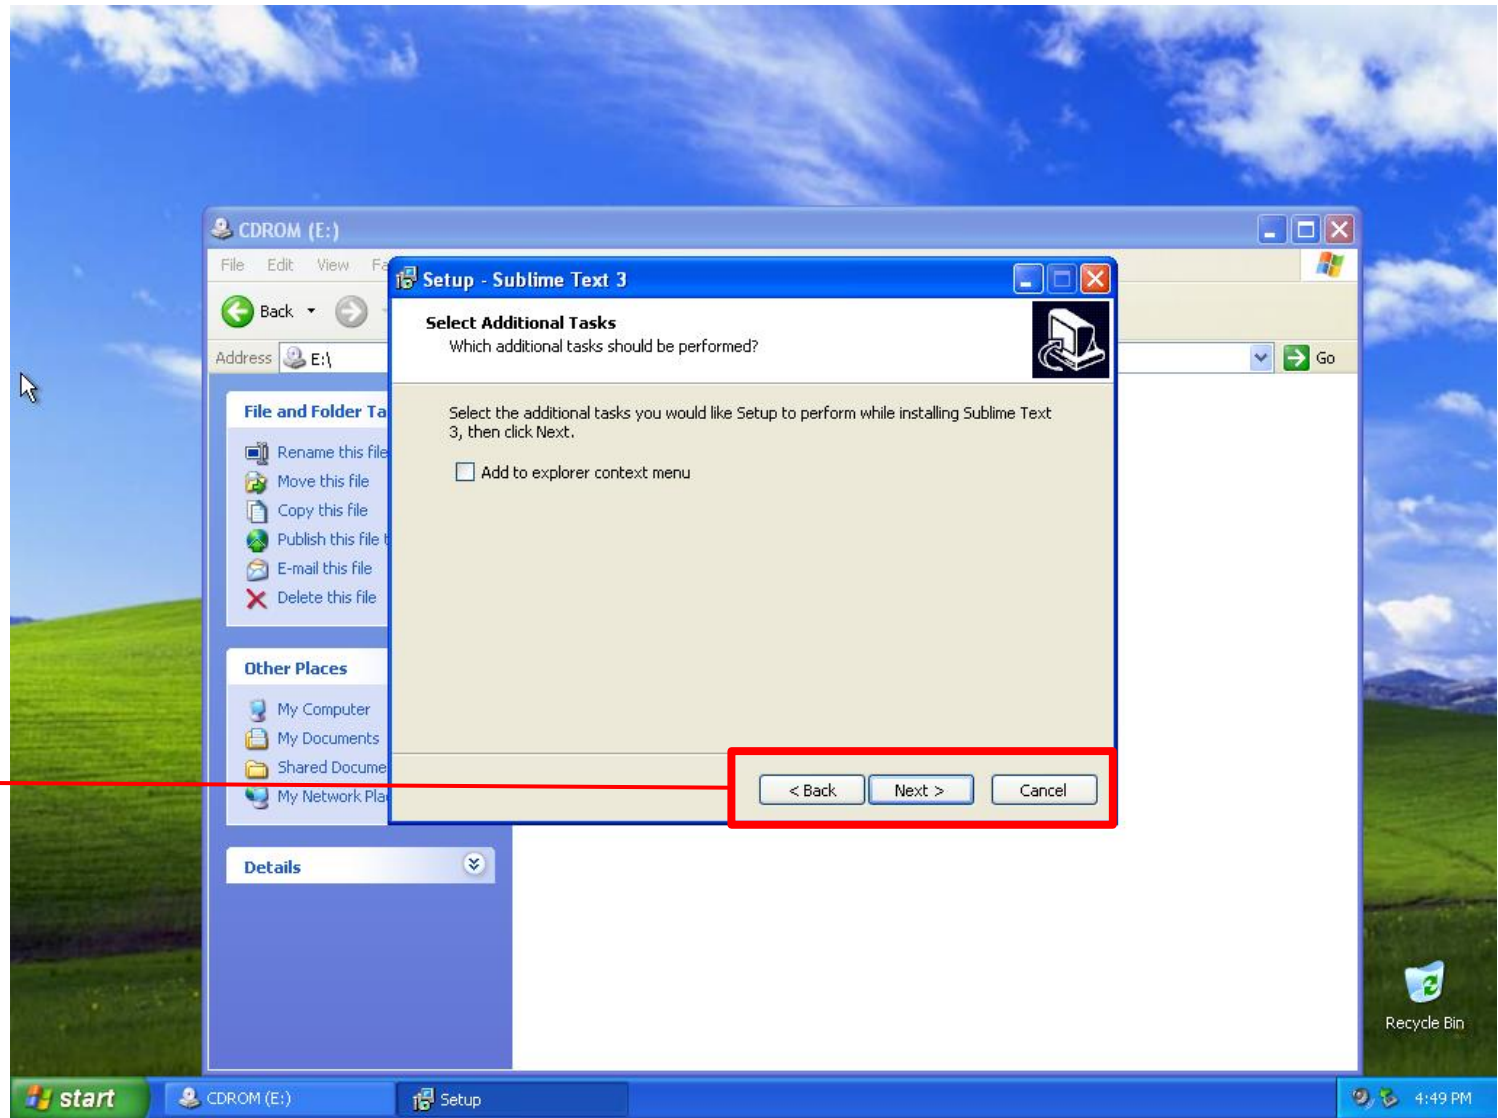 CDROM (E:)
File Edit View Fa
Setup - Sublime Text 3
Back
Select Additional Tasks
Which additional tasks should be performed?
Address E:\
Go
File and Folder Ta
Select the additional tasks you would like Setup to perform while installing Sublime Text
3, then click Next.
Rename this file
Add to explorer context menu
Move this file
Copy this file
Publish this file t
E-mail this file
Delete this file
Other Places
My Computer
My Documents
Shared Docume
My Network Pla
< Back Next > Cancel
Details
Recycle Bin
start CDROM (E:) Setup 4:49 PM